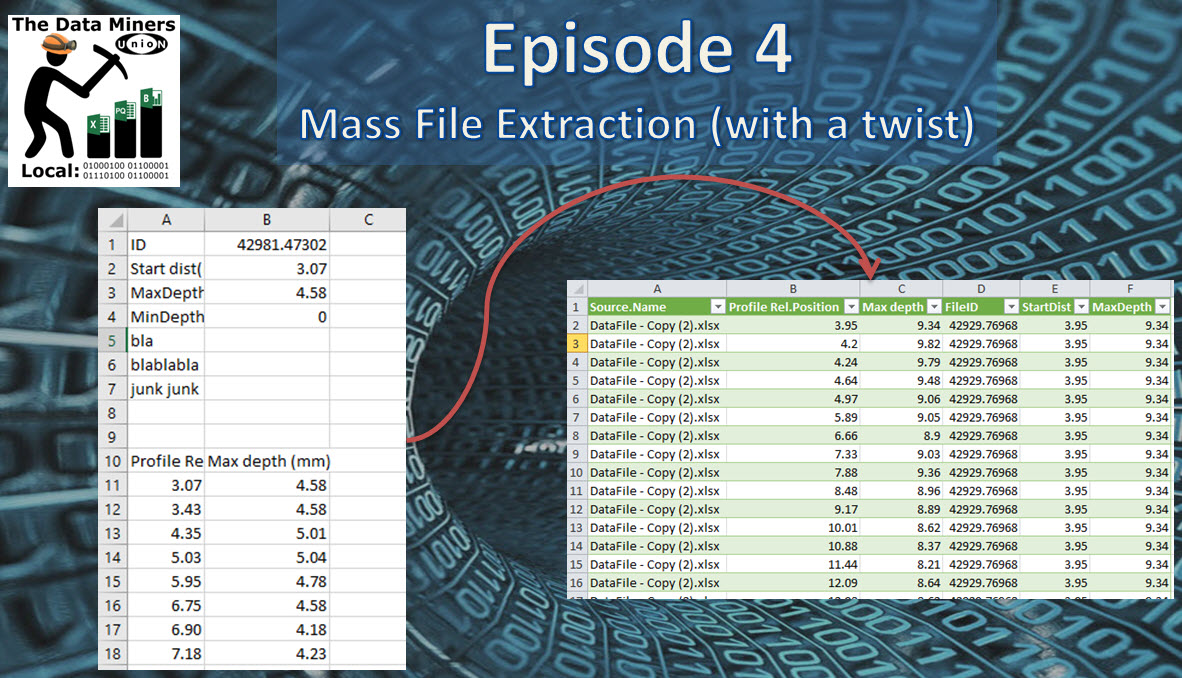 The Data Miners
UnioN
X
PQ
B
Local: 01000100 01100001
01110100 01100001
Episode 4
Mass File Extraction (with a twist)
A B C
1 ID 42981.47302
2 Start dist( 3.07
3 MaxDepth 4.58
4 MinDepth 0
5 bla
6 blablabla
7 junk junk
8
9
10 Profile Re Max depth (mm)
11 3.07 4.58
12 3.43 4.58
13 4.35 5.01
14 5.03 5.04
15 5.95 4.78
16 6.75 4.58
17 6.90 4.18
18 7.18 4.23
A B C D E F
1 Source.Name Profile Rel.Position Max depth FileID StartDist MaxDepth
2 DataFile - Copy (2).xlsx 3.95 9.34 42929.76968 3.95 9.34
3 DataFile - Copy (2).xlsx 4.2 9.82 42929.76968 3.95 9.34
4 DataFile - Copy (2).xlsx 4.24 9.79 42929.76968 3.95 9.34
5 DataFile - Copy (2).xlsx 4.64 9.48 42929.76968 3.95 9.34
6 DataFile - Copy (2).xlsx 4.97 9.06 42929.76968 3.95 9.34
7 DataFile - Copy (2).xlsx 5.89 9.05 42929.76968 3.95 9.34
8 DataFile - Copy (2).xlsx 6.66 8.9 42929.76968 3.95 9.34
9 DataFile - Copy (2).xlsx 7.33 9.03 42929.76968 3.95 9.34
10 DataFile - Copy (2).xlsx 7.88 9.36 42929.76968 3.95 9.34
11 DataFile - Copy (2).xlsx 8.48 8.96 42929.76968 3.95 9.34
12 DataFile - Copy (2).xlsx 9.17 8.89 42929.76968 3.95 9.34
13 DataFile - Copy (2).xlsx 10.01 8.62 42929.76968 3.95 9.34
14 DataFile - Copy (2).xlsx 10.88 8.37 42929.76968 3.95 9.34
15 DataFile - Copy (2).xlsx 11.44 8.21 42929.76968 3.95 9.34
16 DataFile - Copy (2).xlsx 12.09 8.64 42929.76968 3.95 9.34